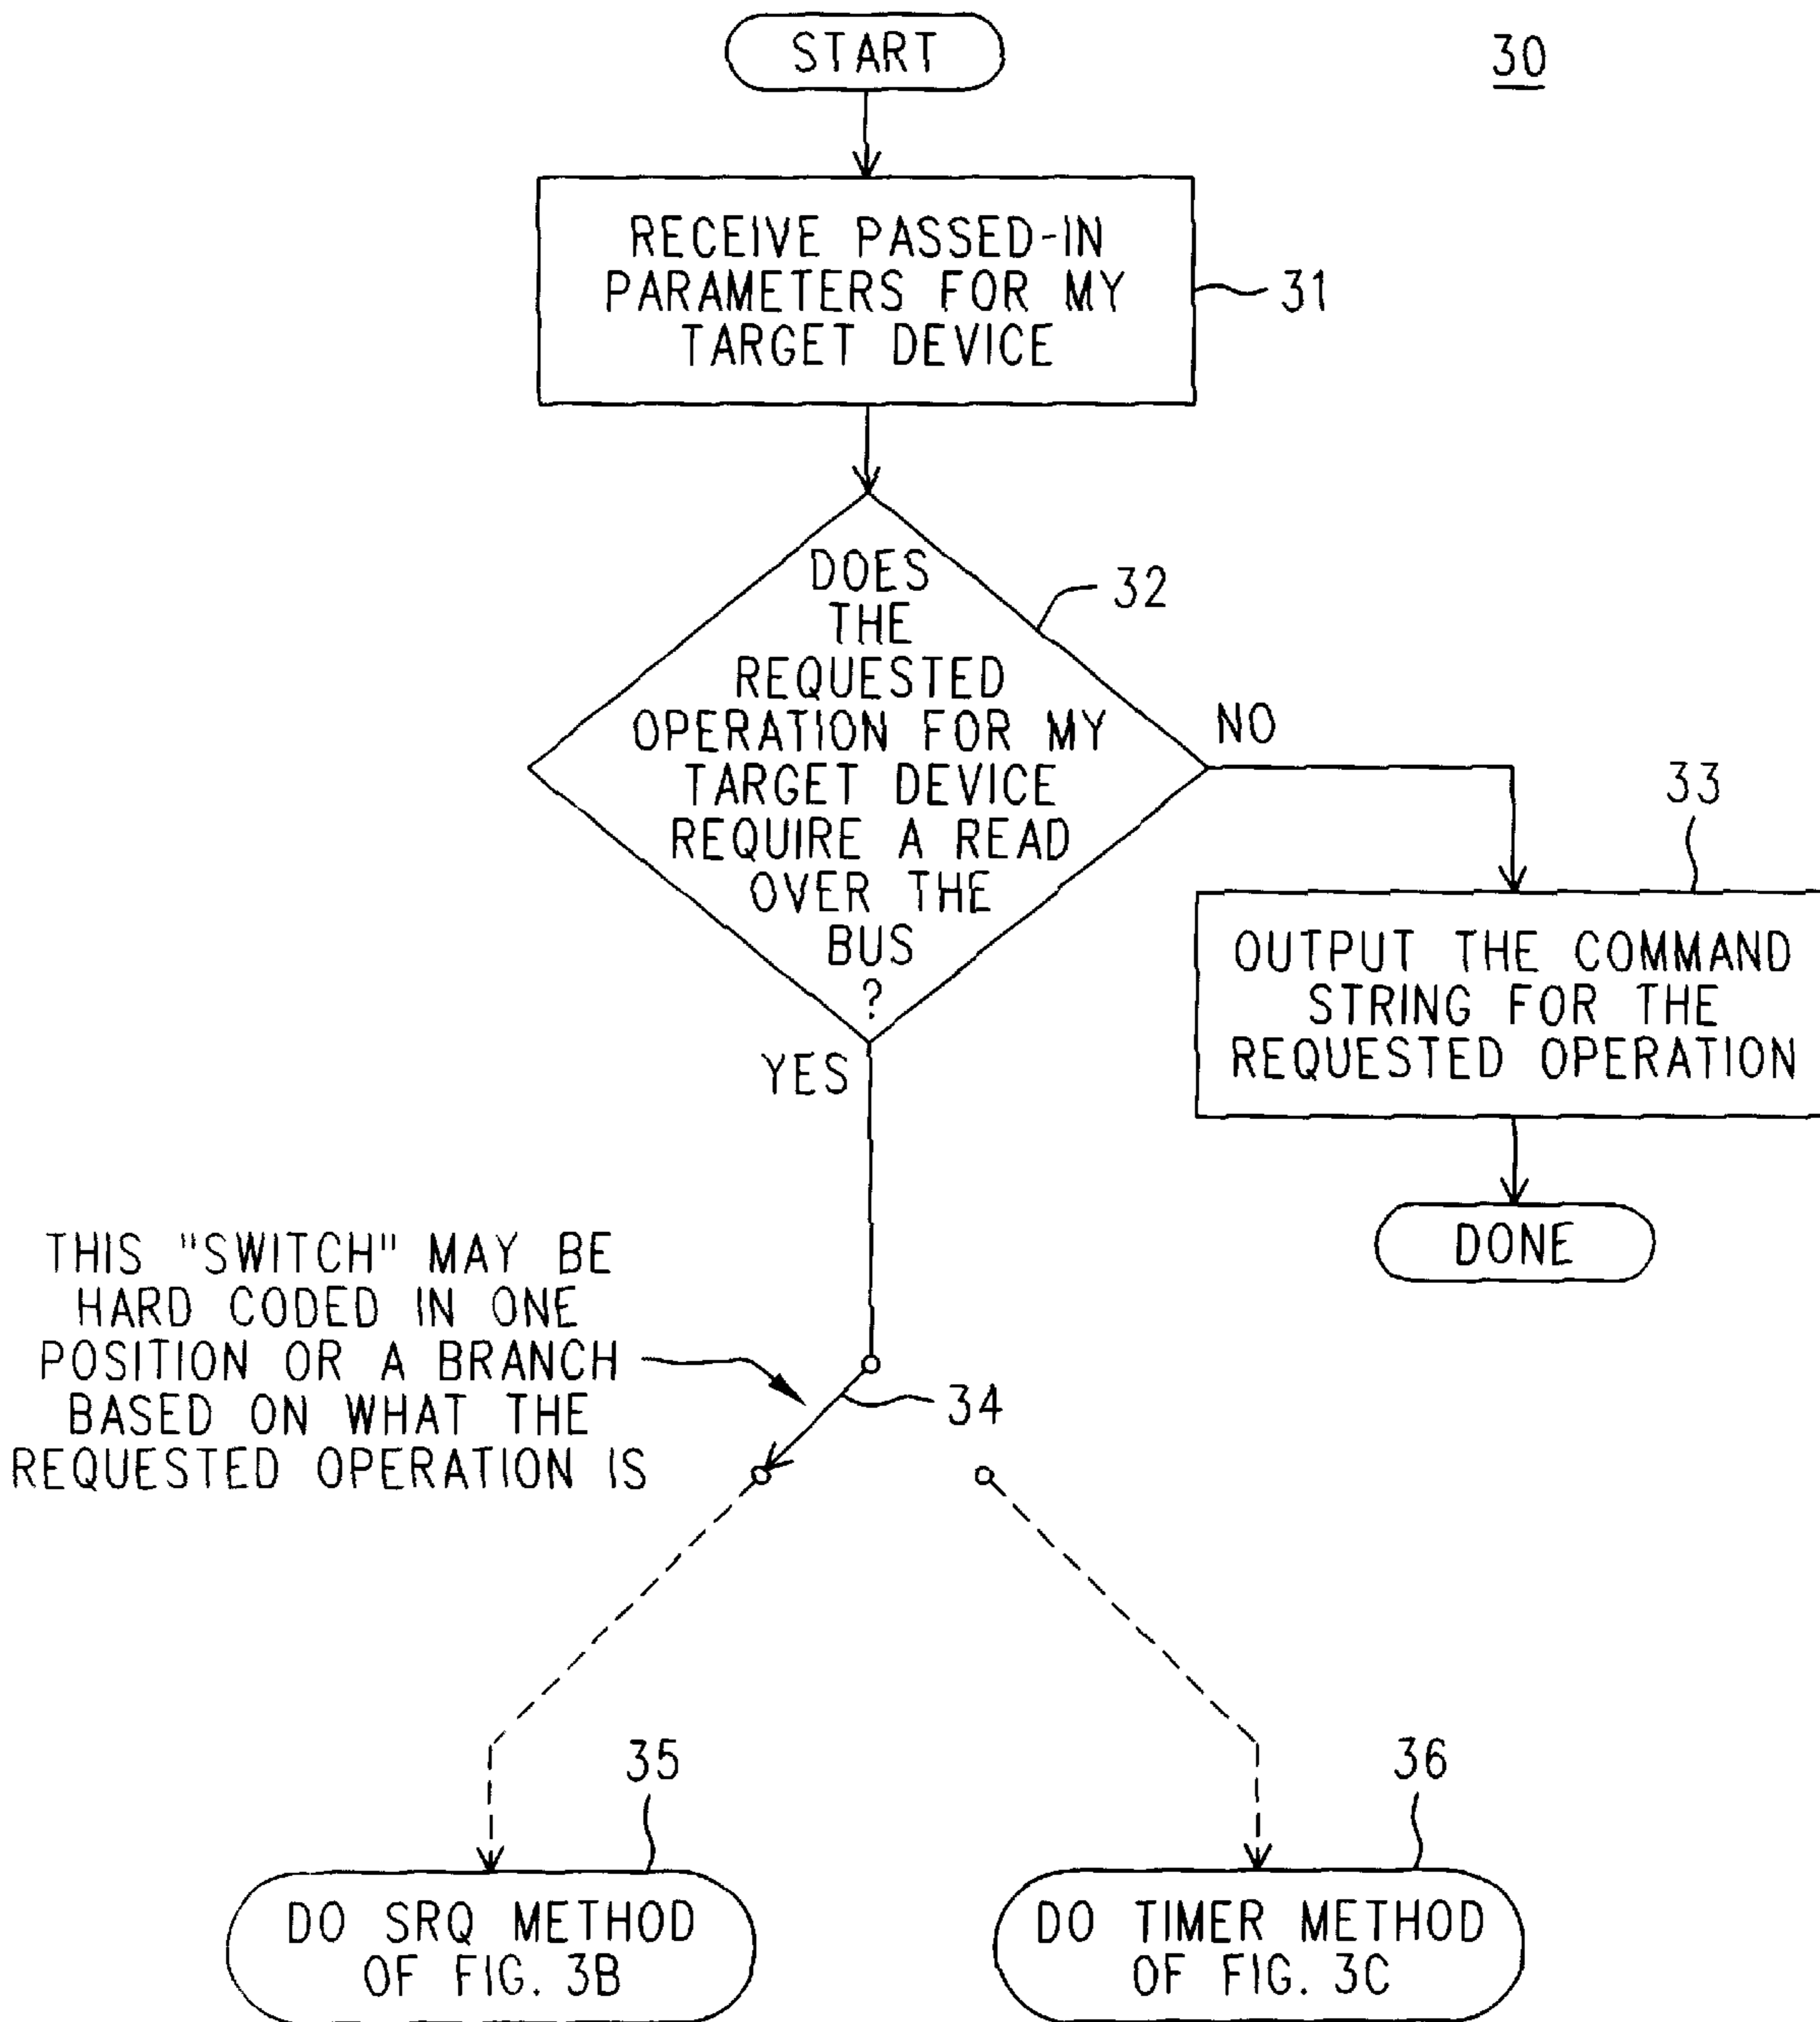 START
30
RECEIVE PASSED-IN
PARAMETERS FOR MY
TARGET DEVICE
31
DOES
THE
REQUESTED
OPERATION FOR MY
TARGET DEVICE
REQUIRE A READ
OVER THE
BUS
?
32
NO
33
OUTPUT THE COMMAND
STRING FOR THE
REQUESTED OPERATION
DONE
YES
THIS "SWITCH" MAY BE
HARD CODED IN ONE
POSITION OR A BRANCH
BASED ON WHAT THE
REQUESTED OPERATION IS
34
35
DO SRQ METHOD
OF FIG. 3B
36
DO TIMER METHOD
OF FIG. 3C